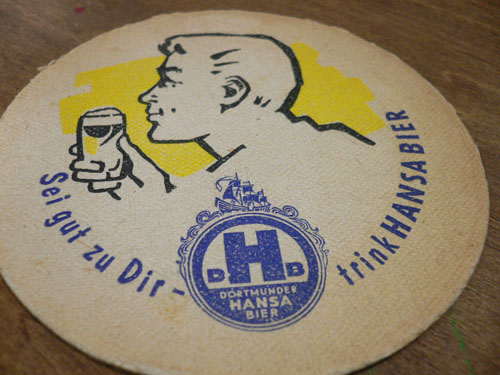 Sei gut zu Dir -
trink HANSA BIER
D H B
DORTMUNDER
HANSA
BIER